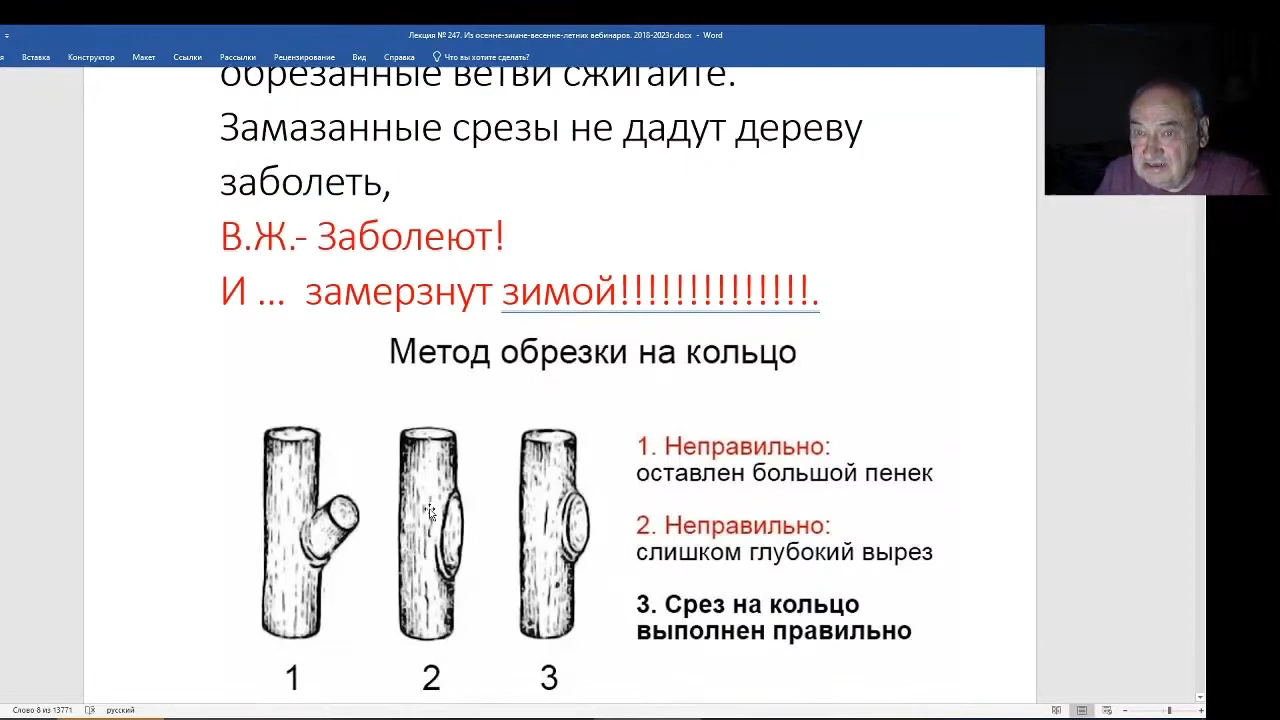 Лекция № 247. Из осенне-зимне-весенне-летних вебинаров. 2018-2023г.docx - Word
Вставка Конструктор Макет Ссылки Рассылки Рецензирование Вид Справка Что вы хотите сделать?
обрезанные ветви сжигайте.
Замазанные срезы не дадут дереву
заболеть,
В.Ж.- Заболеют!
И ... замерзнут зимой!!!!!!!!!!!!!!.
Метод обрезки на кольцо
1. Неправильно:
оставлен большой пенек
2. Неправильно:
слишком глубокий вырез
3. Срез на кольцо
выполнен правильно
1 2 3
Слово 8 из 13771 русский